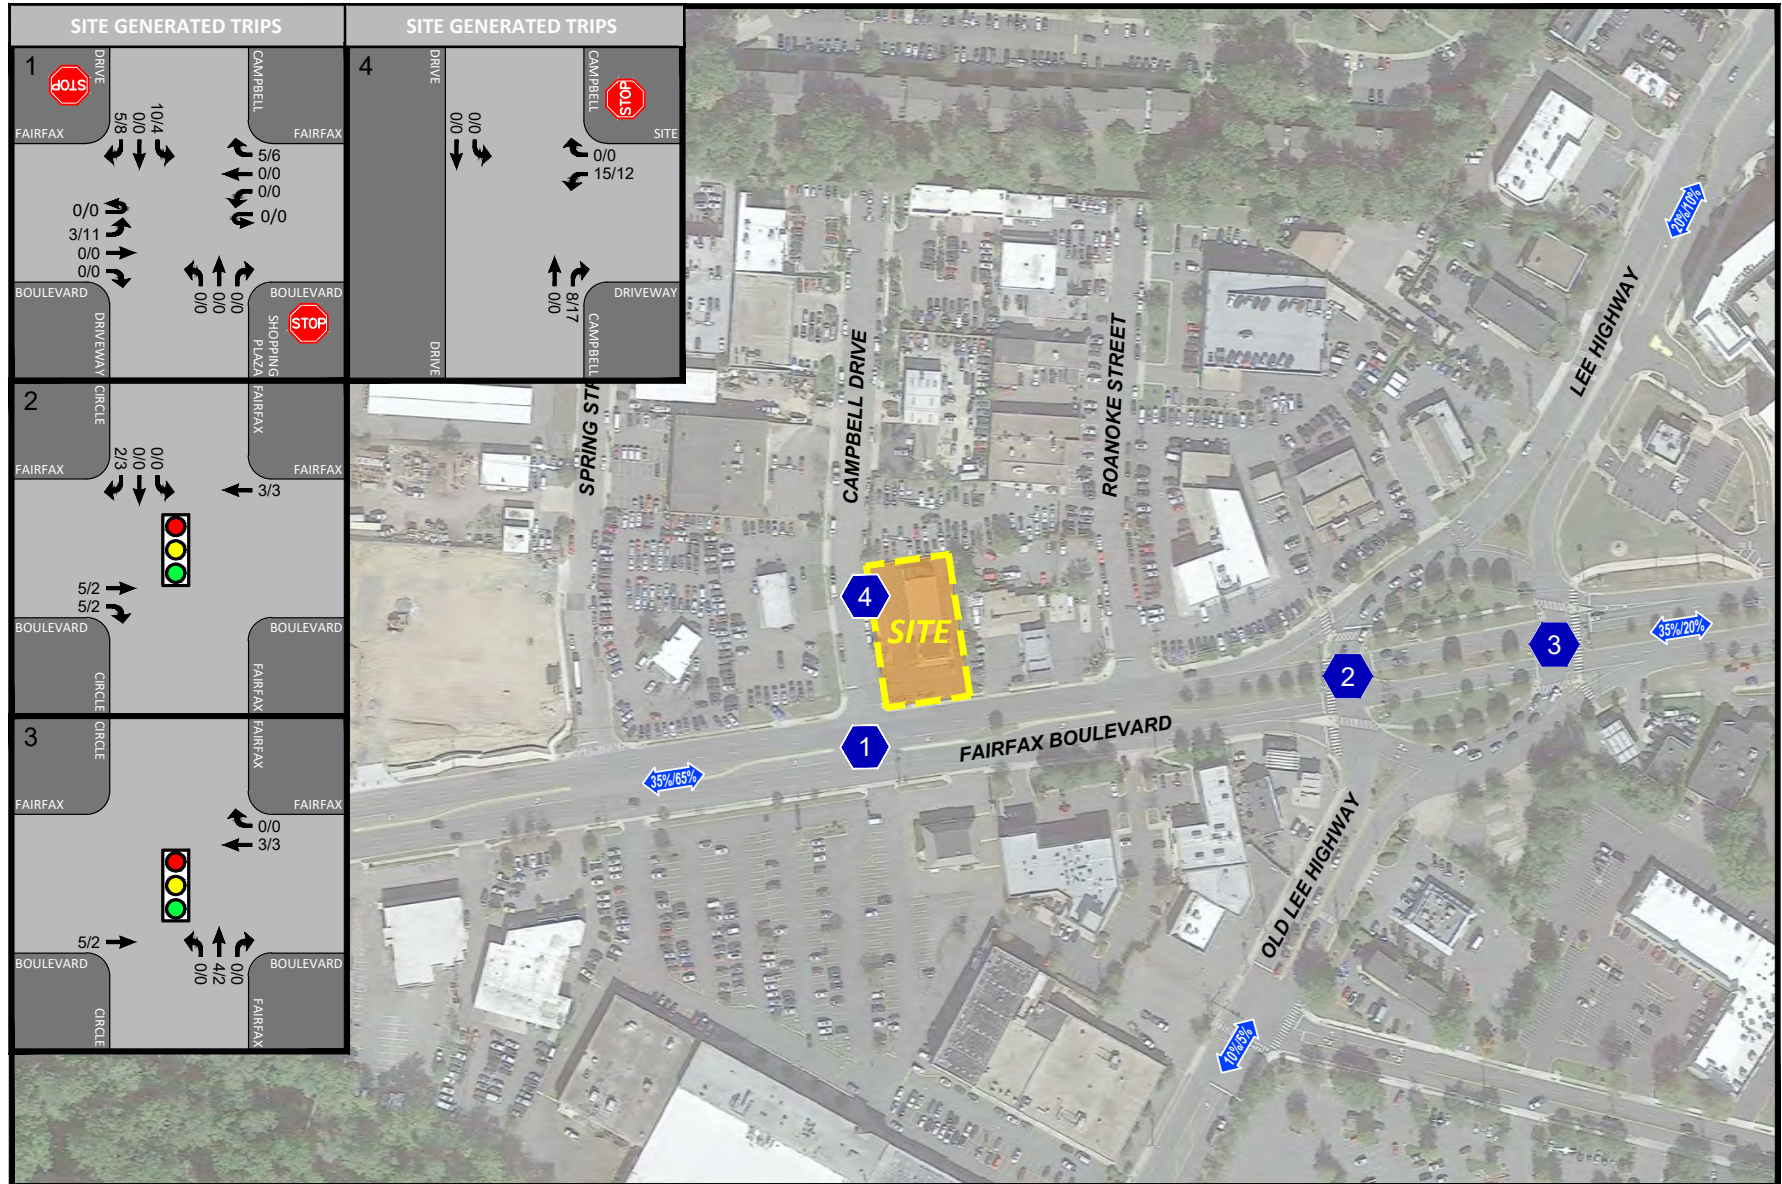 SITE GENERATED TRIPS
1
STOP
DRIVE
CAMPBELL
FAIRFAX
FAIRFAX
5/8
0/0
10/4
5/6
0/0
0/0
0/0
0/0
3/11
0/0
0/0
0/0
0/0
0/0
BOULEVARD
BOULEVARD
DRIVEWAY
SHOPPING
PLAZA
STOP
2
CIRCLE
FAIRFAX
FAIRFAX
FAIRFAX
2/3
0/0
0/0
3/3
5/2
5/2
BOULEVARD
BOULEVARD
CIRCLE
FAIRFAX
3
CIRCLE
FAIRFAX
FAIRFAX
FAIRFAX
0/0
3/3
5/2
0/0
4/2
0/0
BOULEVARD
BOULEVARD
CIRCLE
FAIRFAX
SITE GENERATED TRIPS
4
DRIVE
CAMPBELL
STOP
SITE
0/0
0/0
0/0
15/12
0/0
8/17
DRIVEWAY
DRIVE
CAMPBELL
SPRING STR
CAMPBELL DRIVE
ROANOKE STREET
LEE HIGHWAY
20%/10%
4
SITE
1
2
3
35%/20%
35%/65%
FAIRFAX BOULEVARD
OLD LEE HIGHWAY
10%/5%